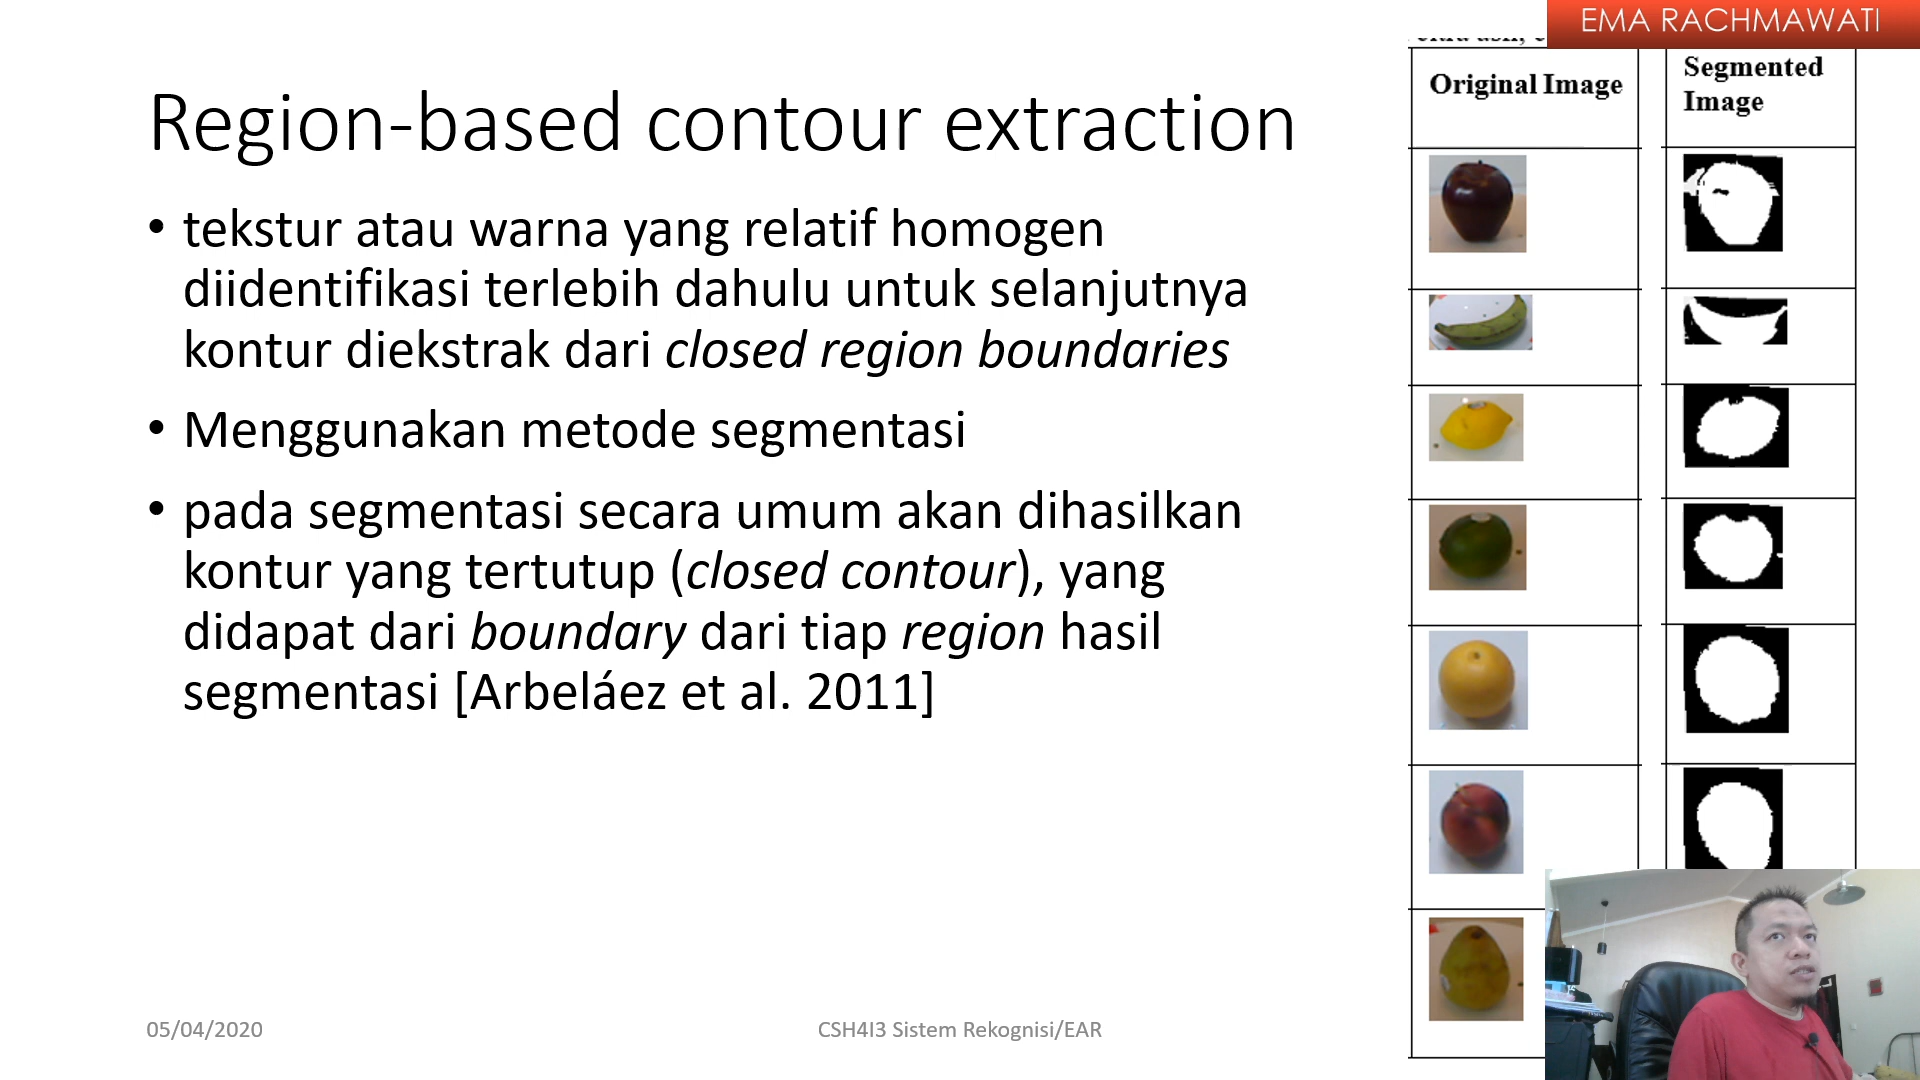 EMA RACHMAWATI
Region-based contour extraction
• tekstur atau warna yang relatif homogen
diidentifikasi terlebih dahulu untuk selanjutnya
kontur diekstrak dari closed region boundaries
• Menggunakan metode segmentasi
• pada segmentasi secara umum akan dihasilkan
kontur yang tertutup (closed contour), yang
didapat dari boundary dari tiap region hasil
segmentasi [Arbeláez et al. 2011]
Original Image
Segmented
Image
05/04/2020
CSH4I3 Sistem Rekognisi/EAR